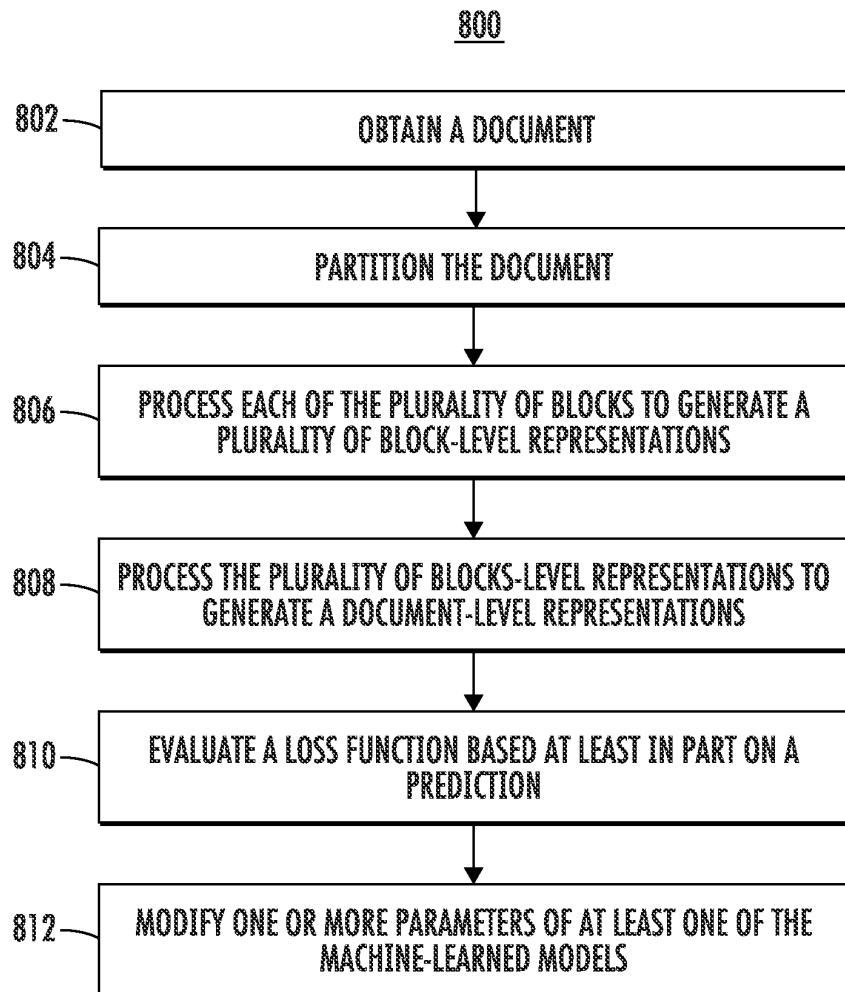 800
802
OBTAIN A DOCUMENT
804
PARTITION THE DOCUMENT
806
PROCESS EACH OF THE PLURALITY OF BLOCKS TO GENERATE A
PLURALITY OF BLOCK-LEVEL REPRESENTATIONS
808
PROCESS THE PLURALITY OF BLOCKS-LEVEL REPRESENTATIONS TO
GENERATE A DOCUMENT-LEVEL REPRESENTATIONS
810
EVALUATE A LOSS FUNCTION BASED AT LEAST IN PART ON A
PREDICTION
812
MODIFY ONE OR MORE PARAMETERS OF AT LEAST ONE OF THE
MACHINE-LEARNED MODELS